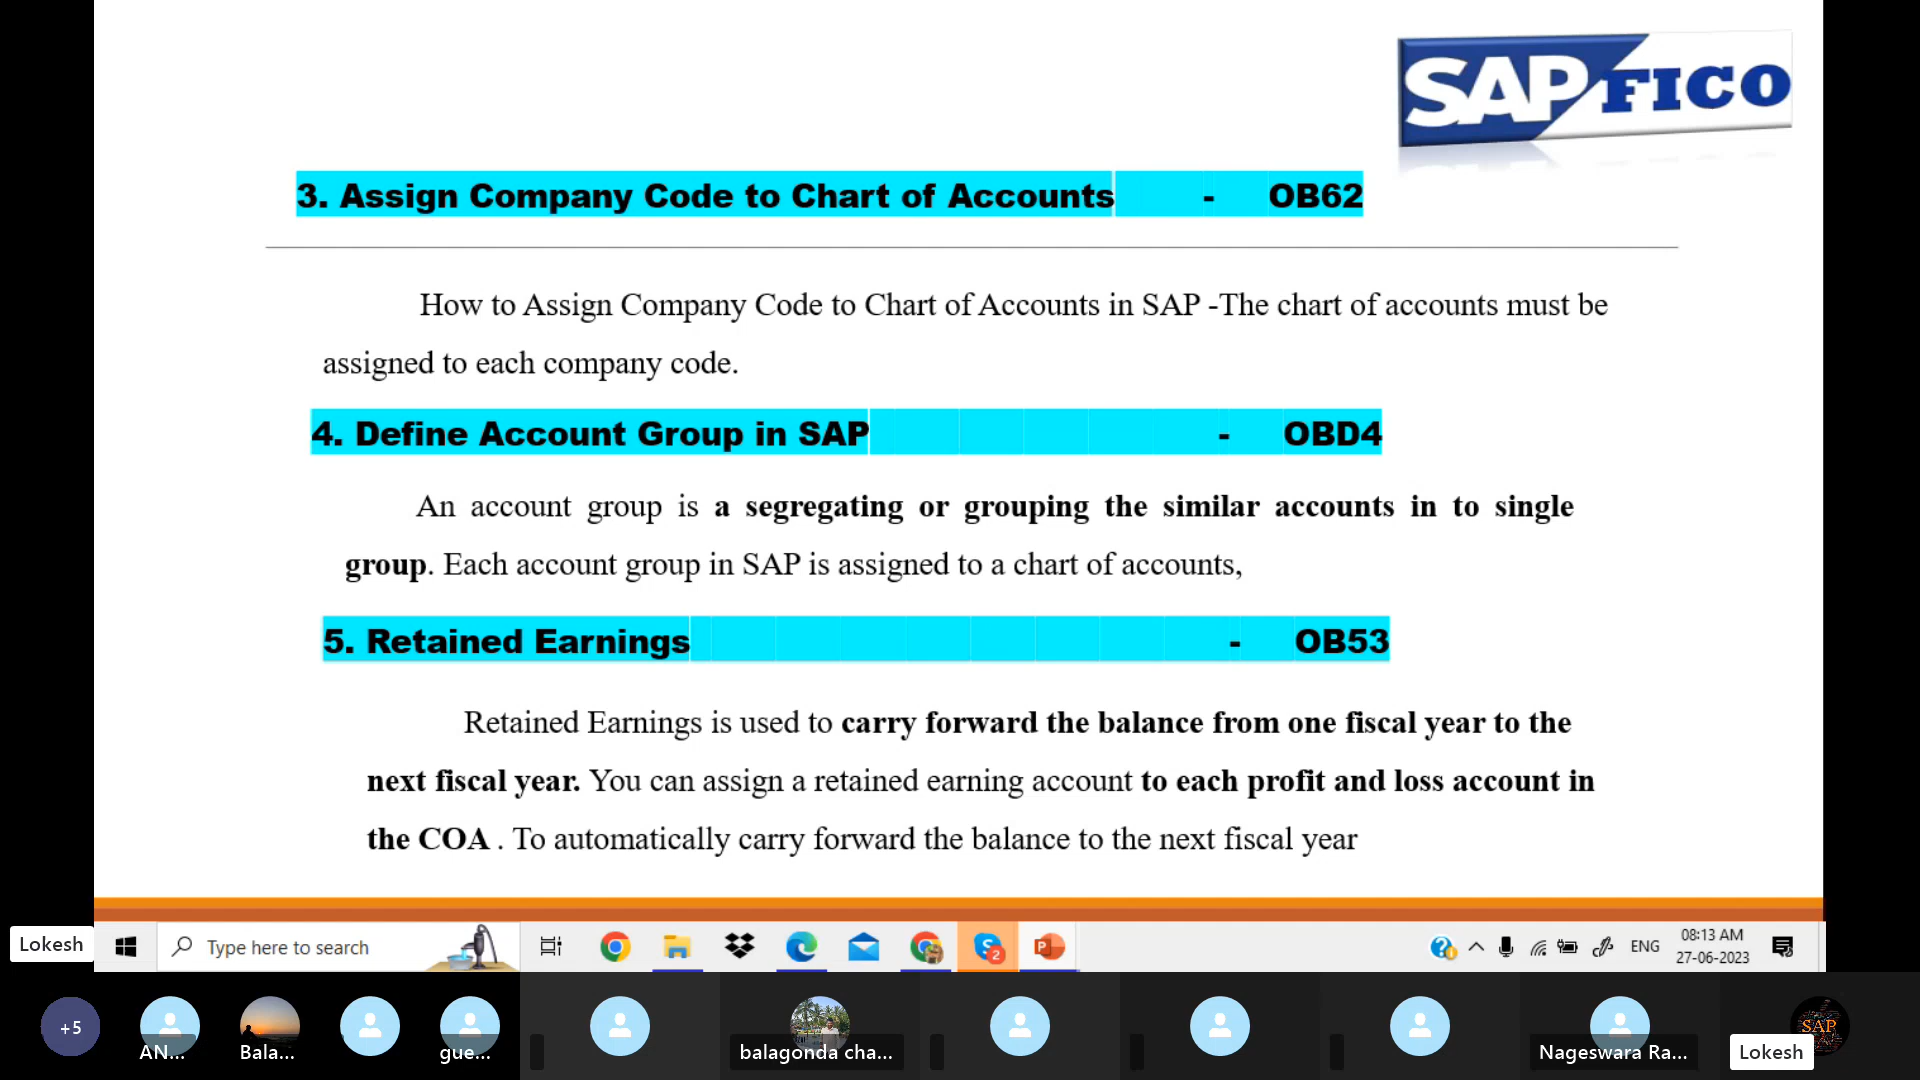 SAP FICO
3. Assign Company Code to Chart of Accounts - OB62
How to Assign Company Code to Chart of Accounts in SAP -The chart of accounts must be
assigned to each company code.
4. Define Account Group in SAP - OBD4
An account group is a segregating or grouping the similar accounts in to single
group. Each account group in SAP is assigned to a chart of accounts,
5. Retained Earnings - OB53
Retained Earnings is used to carry forward the balance from one fiscal year to the
next fiscal year. You can assign a retained earning account to each profit and loss account in
the COA . To automatically carry forward the balance to the next fiscal year
Lokesh
Type here to search
S
2
P
?
ENG
08:13 AM
27-06-2023
+5
AN...
Bala...
gue...
balagonda cha...
Nageswara Ra...
SAP
Lokesh